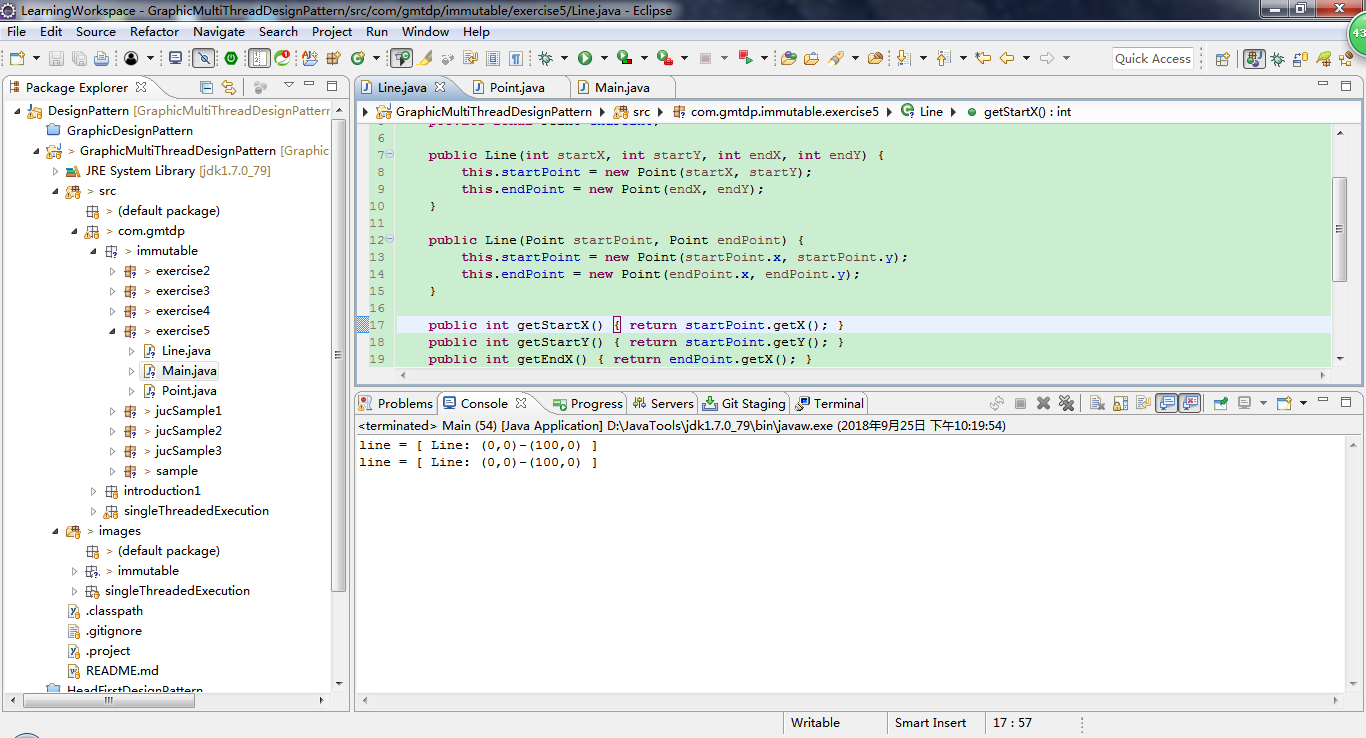 LearningWorkspace - GraphicMultiThreadDesignPattern/src/com/gmtdp/immutable/exercise5/Line.java - Eclipse
43
File Edit Source Refactor Navigate Search Project Run Window Help
Quick Access
Package Explorer
DesignPattern [GraphicMultiThreadDesignPattern
GraphicDesignPattern
> GraphicMultiThreadDesignPattern [Graphic
JRE System Library [jdk1.7.0_79]
> src
> (default package)
> com.gmtdp
> immutable
> exercise2
> exercise3
> exercise4
> exercise5
Line.java
Main.java
Point.java
> jucSample1
> jucSample2
> jucSample3
> sample
introduction1
singleThreadedExecution
> images
> (default package)
> immutable
singleThreadedExecution
.classpath
.gitignore
.project
README.md
HeadFirstDesignPattern
Line.java Point.java Main.java
GraphicMultiThreadDesignPattern src com.gmtdp.immutable.exercise5 Line getStartX() : int
6
7 public Line(int startX, int startY, int endX, int endY) {
8 this.startPoint = new Point(startX, startY);
9 this.endPoint = new Point(endX, endY);
10 }
11
12 public Line(Point startPoint, Point endPoint) {
13 this.startPoint = new Point(startPoint.x, startPoint.y);
14 this.endPoint = new Point(endPoint.x, endPoint.y);
15 }
16
17 public int getStartX() { return startPoint.getX(); }
18 public int getStartY() { return startPoint.getY(); }
19 public int getEndX() { return endPoint.getX(); }
Problems Console Progress Servers Git Staging Terminal
<terminated> Main (54) [Java Application] D:\JavaTools\jdk1.7.0_79\bin\javaw.exe (2018年9月25日 下午10:19:54)
line = [ Line: (0,0)-(100,0) ]
line = [ Line: (0,0)-(100,0) ]
Writable Smart Insert 17 : 57